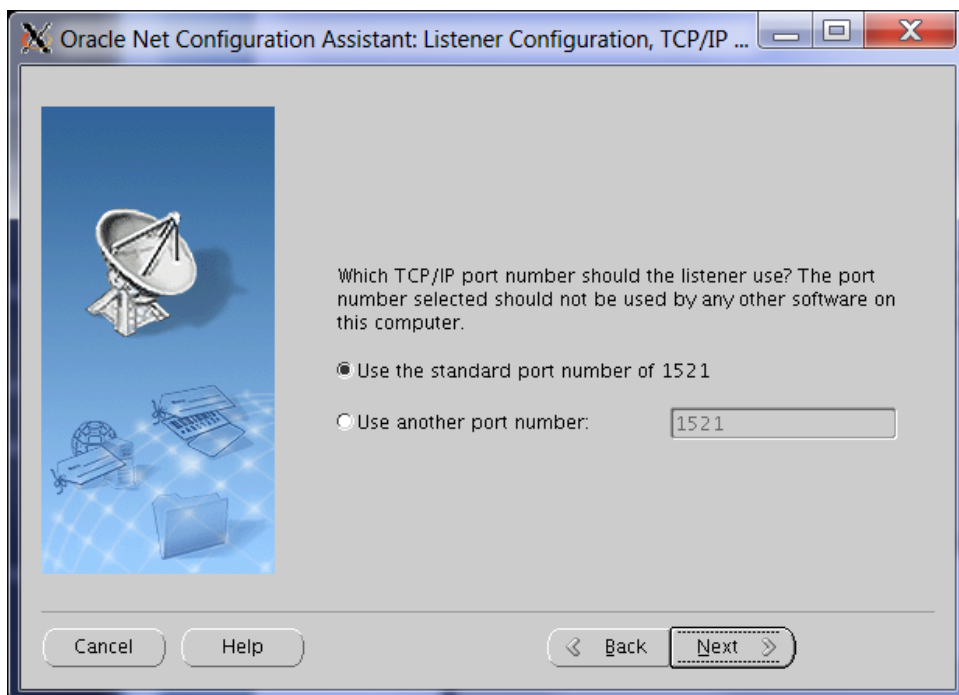 Oracle Net Configuration Assistant: Listener Configuration, TCP/IP ...
Which TCP/IP port number should the listener use? The port
number selected should not be used by any other software on
this computer.
Use the standard port number of 1521
Use another port number: 1521
Cancel Help Back Next